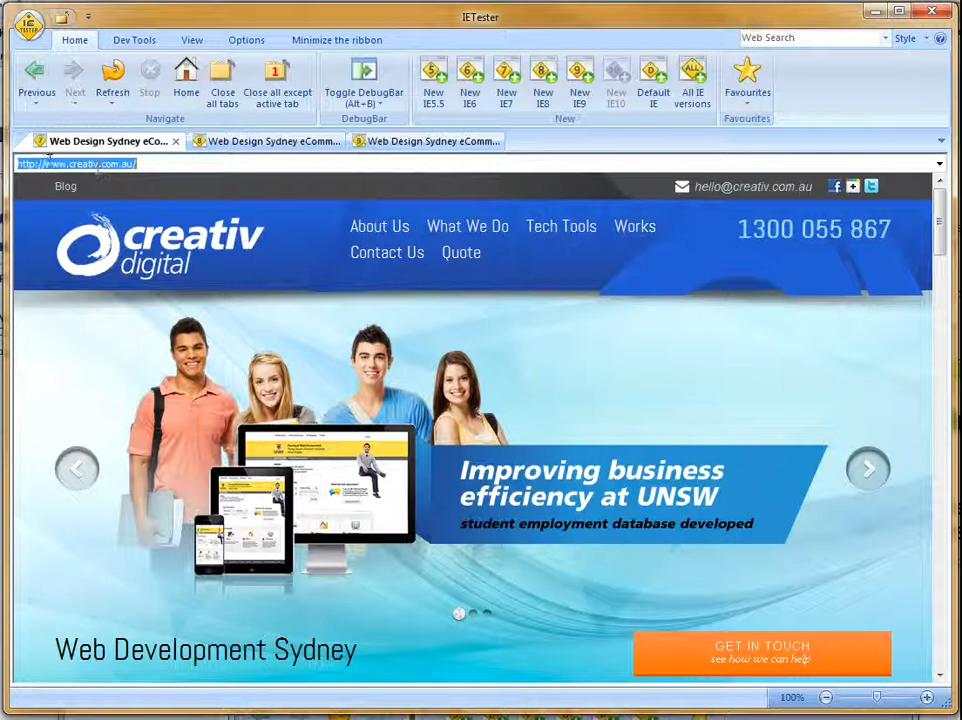 IETester
Home Dev Tools View Options Minimize the ribbon
Web Search Style
IE
TESTER
Previous Next Refresh Stop Home Close all tabs Close all except active tab
Toggle DebugBar (Alt+B)
New IE5.5 New IE6 New IE7 New IE8 New IE9 New IE10 Default IE All IE versions
Favourites
Navigate DebugBar New Favourites
Web Design Sydney eCo... Web Design Sydney eComm... Web Design Sydney eComm...
http://www.creativ.com.au/
Blog hello@creativ.com.au
creativ
digital
About Us What We Do Tech Tools Works
Contact Us Quote
1300 055 867
Improving business
efficiency at UNSW
student employment database developed
Web Development Sydney
GET IN TOUCH
see how we can help
100%